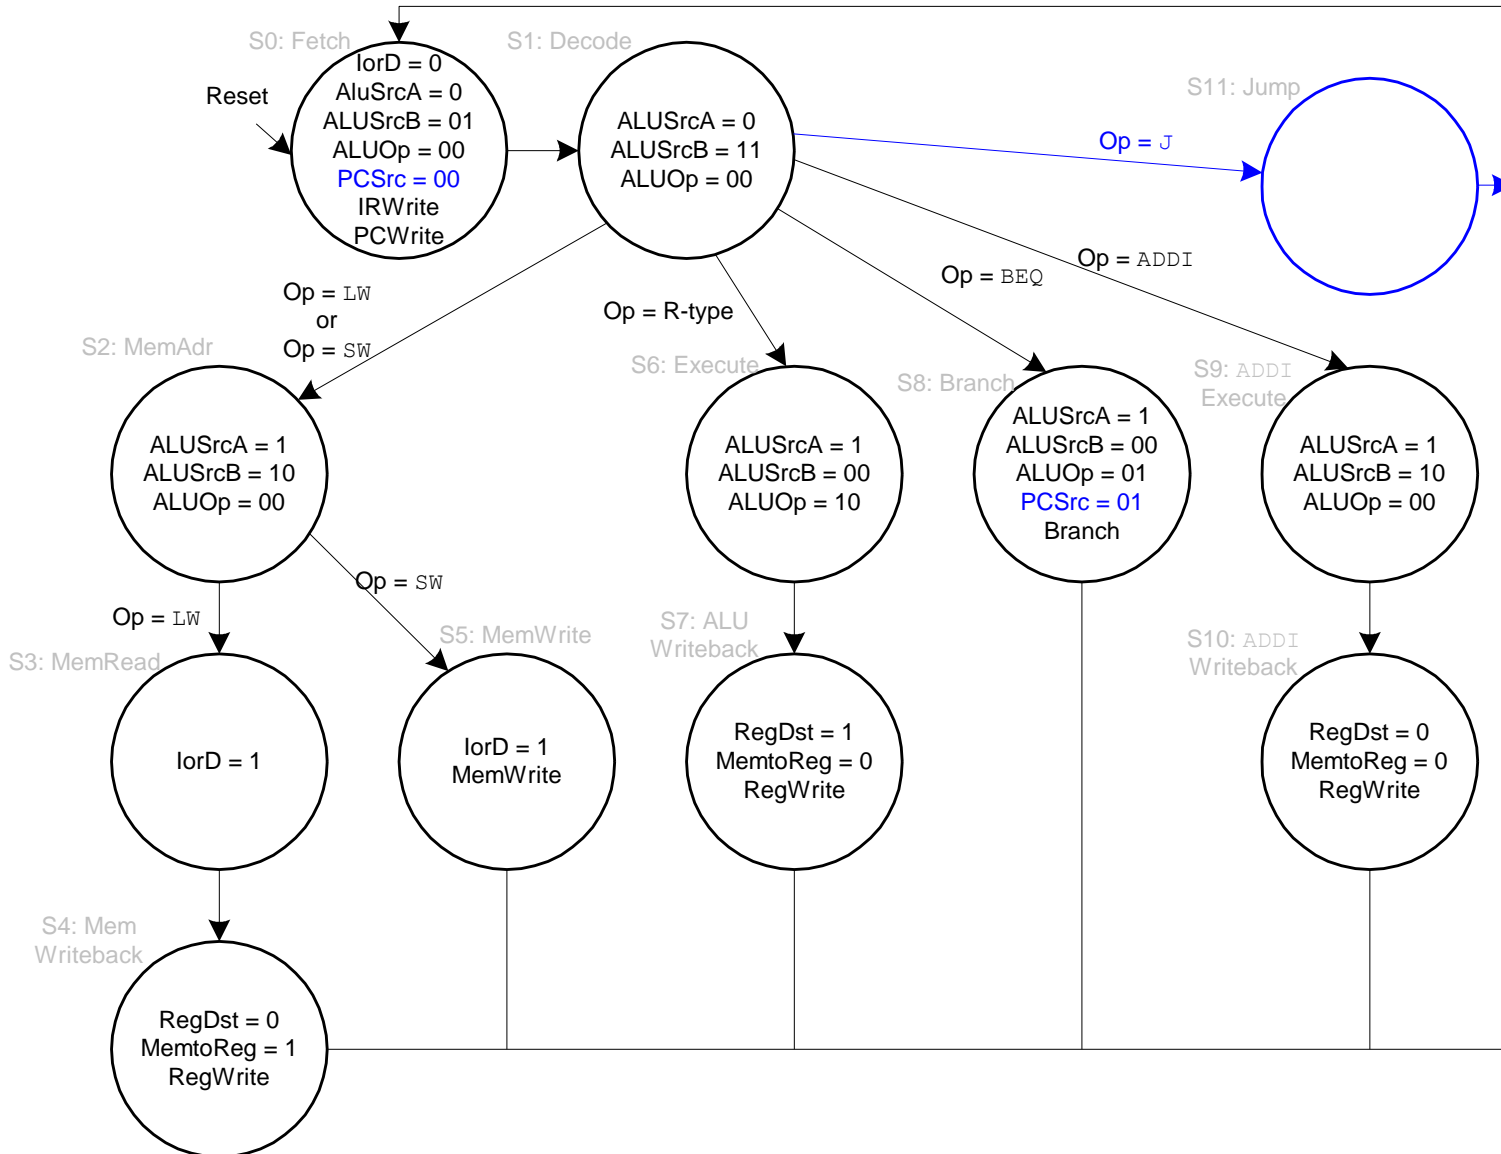 S0: Fetch
IorD = 0
AluSrcA = 0
ALUSrcB = 01
ALUOp = 00
PCSrc = 00
IRWrite
PCWrite
Reset
S1: Decode
ALUSrcA = 0
ALUSrcB = 11
ALUOp = 00
S11: Jump
Op = J
Op = ADDI
Op = BEQ
Op = R-type
Op = LW
or
Op = SW
S2: MemAdr
ALUSrcA = 1
ALUSrcB = 10
ALUOp = 00
S6: Execute
ALUSrcA = 1
ALUSrcB = 00
ALUOp = 10
S8: Branch
ALUSrcA = 1
ALUSrcB = 00
ALUOp = 01
PCSrc = 01
Branch
S9: ADDI
Execute
ALUSrcA = 1
ALUSrcB = 10
ALUOp = 00
Op = LW
Op = SW
S3: MemRead
IorD = 1
S5: MemWrite
IorD = 1
MemWrite
S7: ALU
Writeback
RegDst = 1
MemtoReg = 0
RegWrite
S10: ADDI
Writeback
RegDst = 0
MemtoReg = 0
RegWrite
S4: Mem
Writeback
RegDst = 0
MemtoReg = 1
RegWrite